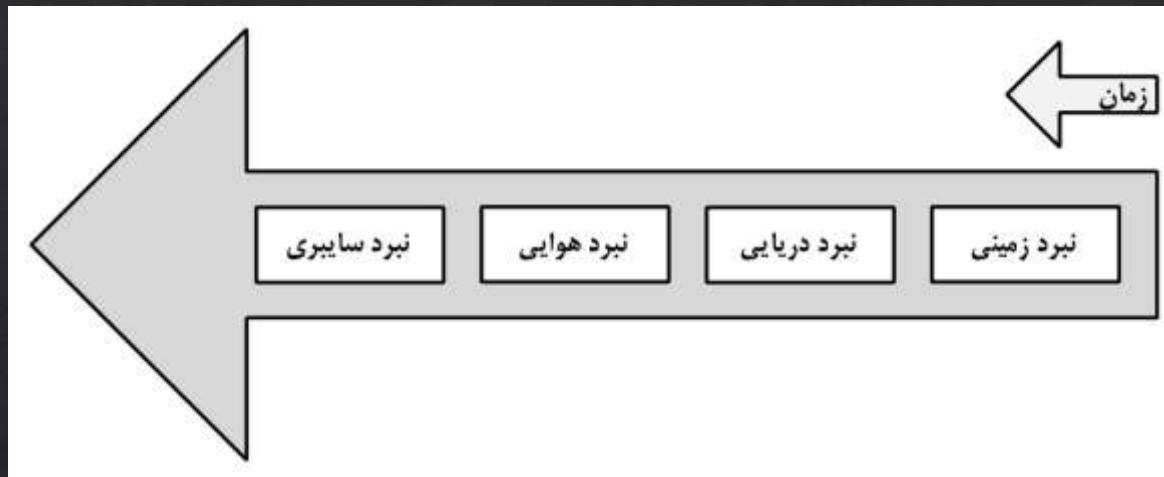 زمان
نبرد زمینی
نبرد دریایی
نبرد هوایی
نبرد سایبری